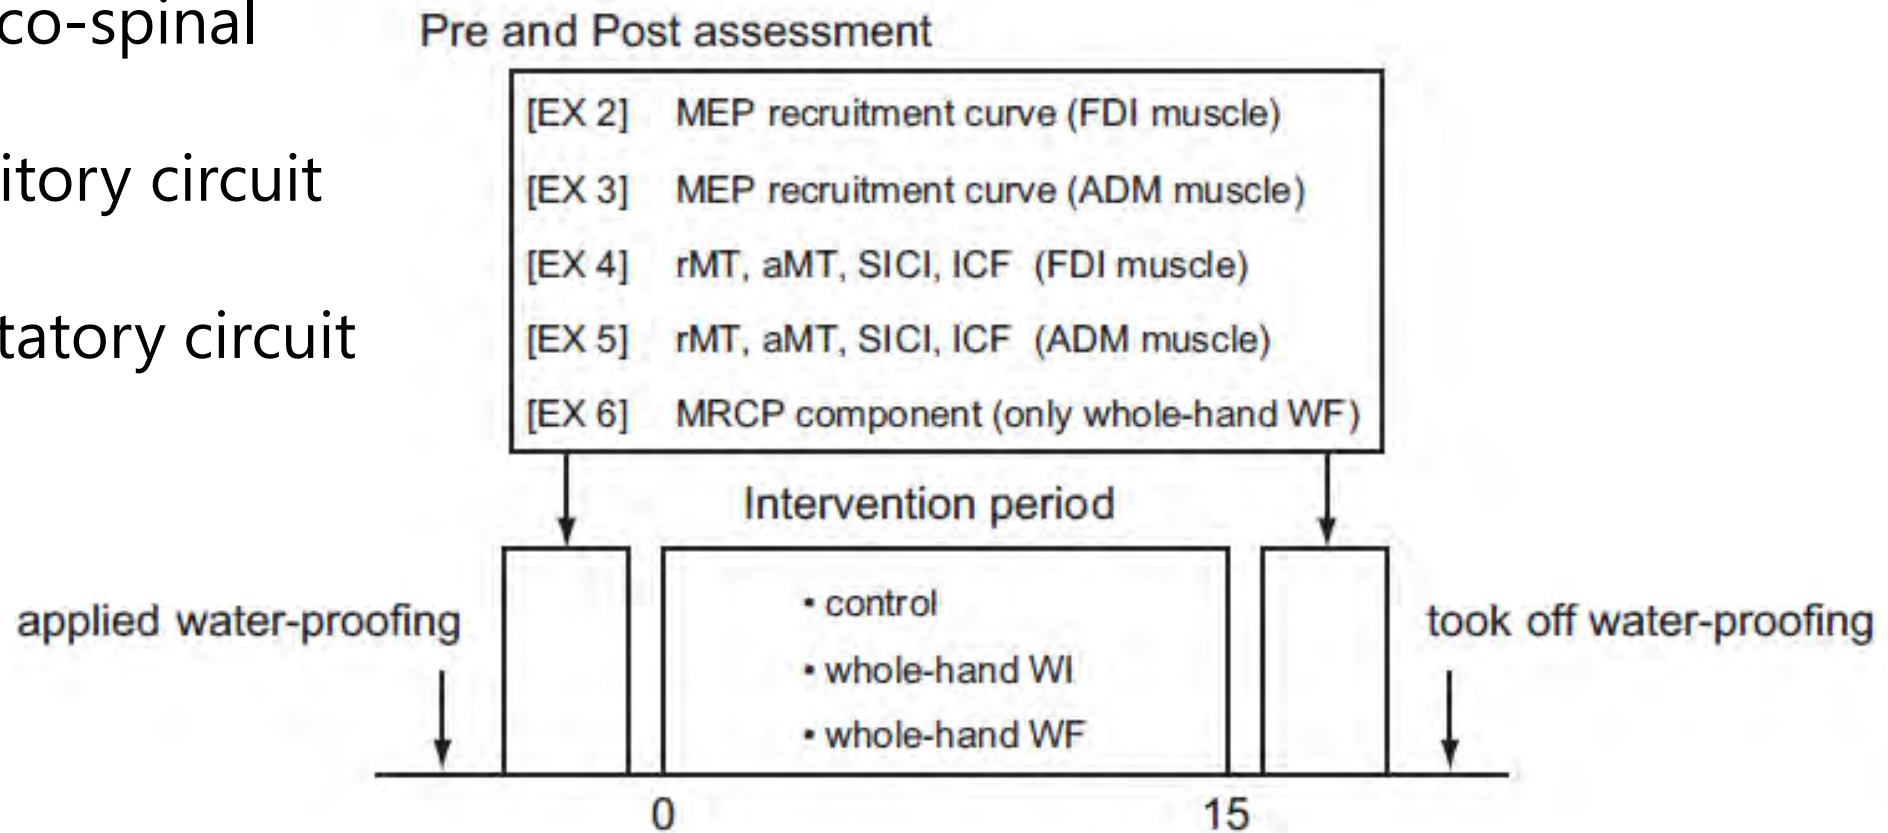 co-spinal
itory circuit
tatory circuit
Pre and Post assessment
[EX 2] MEP recruitment curve (FDI muscle)
[EX 3] MEP recruitment curve (ADM muscle)
[EX 4] rMT, aMT, SICI, ICF (FDI muscle)
[EX 5] rMT, aMT, SICI, ICF (ADM muscle)
[EX 6] MRCP component (only whole-hand WF)
Intervention period
applied water-proofing
• control
• whole-hand WI
• whole-hand WF
took off water-proofing
0
15